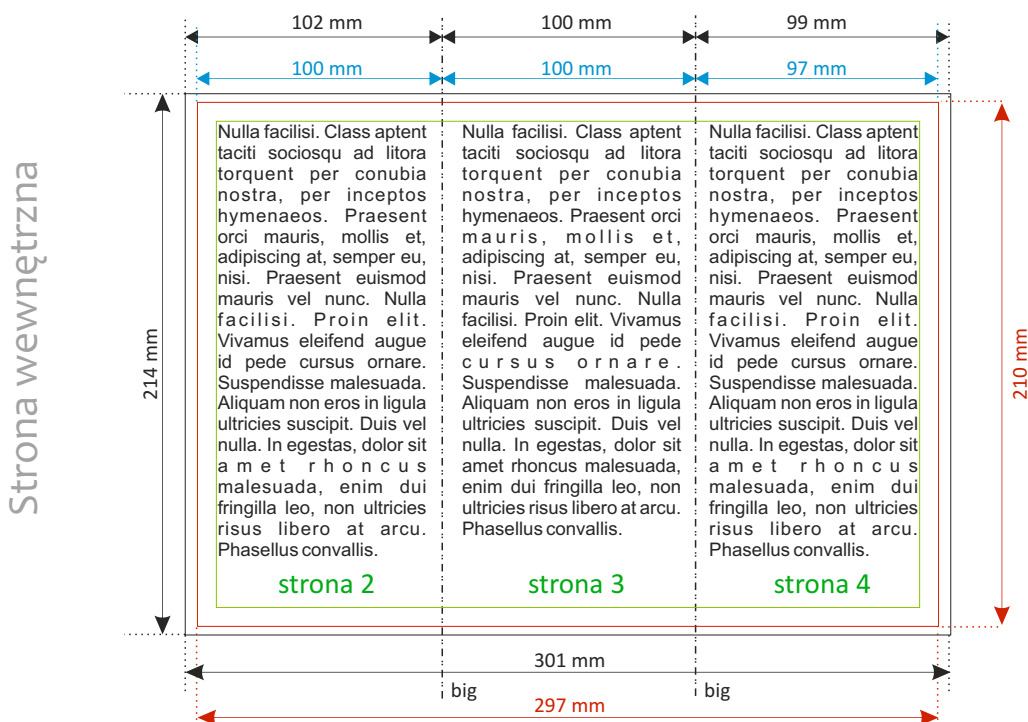 102 mm
100 mm
99 mm
100 mm
100 mm
97 mm
Strona wewnętrzna
214 mm
Nulla facilisi. Class aptent
taciti sociosqu ad litora
torquent per conubia
nostra, per inceptos
hymenaeos. Praesent
orci mauris, mollis et,
adipiscing at, semper eu,
nisi. Praesent euismod
mauris vel nunc. Nulla
facilisi. Proin elit.
Vivamus eleifend augue
id pede cursus ornare.
Suspendisse malesuada.
Aliquam non eros in ligula
ultricies suscipit. Duis vel
nulla. In egestas, dolor sit
amet rhoncus
malesuada, enim dui
fringilla leo, non ultricies
risus libero at arcu.
Phasellus convallis.
strona 2
Nulla facilisi. Class aptent
taciti sociosqu ad litora
torquent per conubia
nostra, per inceptos
hymenaeos. Praesent orci
mauris, mollis et,
adipiscing at, semper eu,
nisi. Praesent euismod
mauris vel nunc. Nulla
facilisi. Proin elit. Vivamus
eleifend augue id pede
cursus ornare.
Suspendisse malesuada.
Aliquam non eros in ligula
ultricies suscipit. Duis vel
nulla. In egestas, dolor sit
amet rhoncus malesuada,
enim dui fringilla leo, non
ultricies risus libero at arcu.
Phasellus convallis.
strona 3
Nulla facilisi. Class aptent
taciti sociosqu ad litora
torquent per conubia
nostra, per inceptos
hymenaeos. Praesent
orci mauris, mollis et,
adipiscing at, semper eu,
nisi. Praesent euismod
mauris vel nunc. Nulla
facilisi. Proin elit.
Vivamus eleifend augue
id pede cursus ornare.
Suspendisse malesuada.
Aliquam non eros in ligula
ultricies suscipit. Duis vel
nulla. In egestas, dolor sit
amet rhoncus
malesuada, enim dui
fringilla leo, non ultricies
risus libero at arcu.
Phasellus convallis.
strona 4
210 mm
301 mm
big
big
297 mm